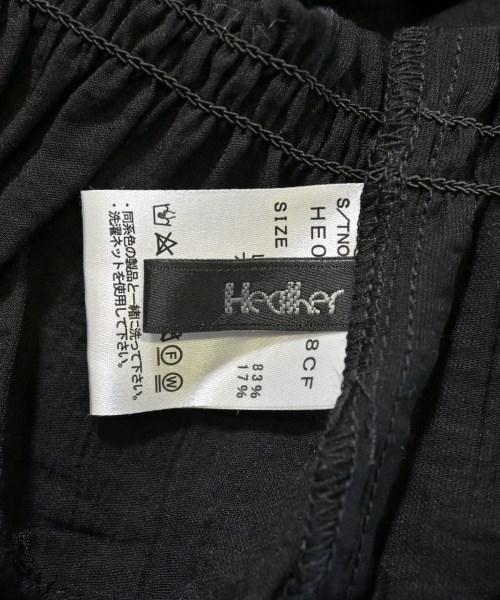 S/TNO
HE0
8CF
SIZE
Heather
83%
17%
F
W
・同系色の製品と一緒に洗って下さい。
・洗濯ネットを使用して下さい。